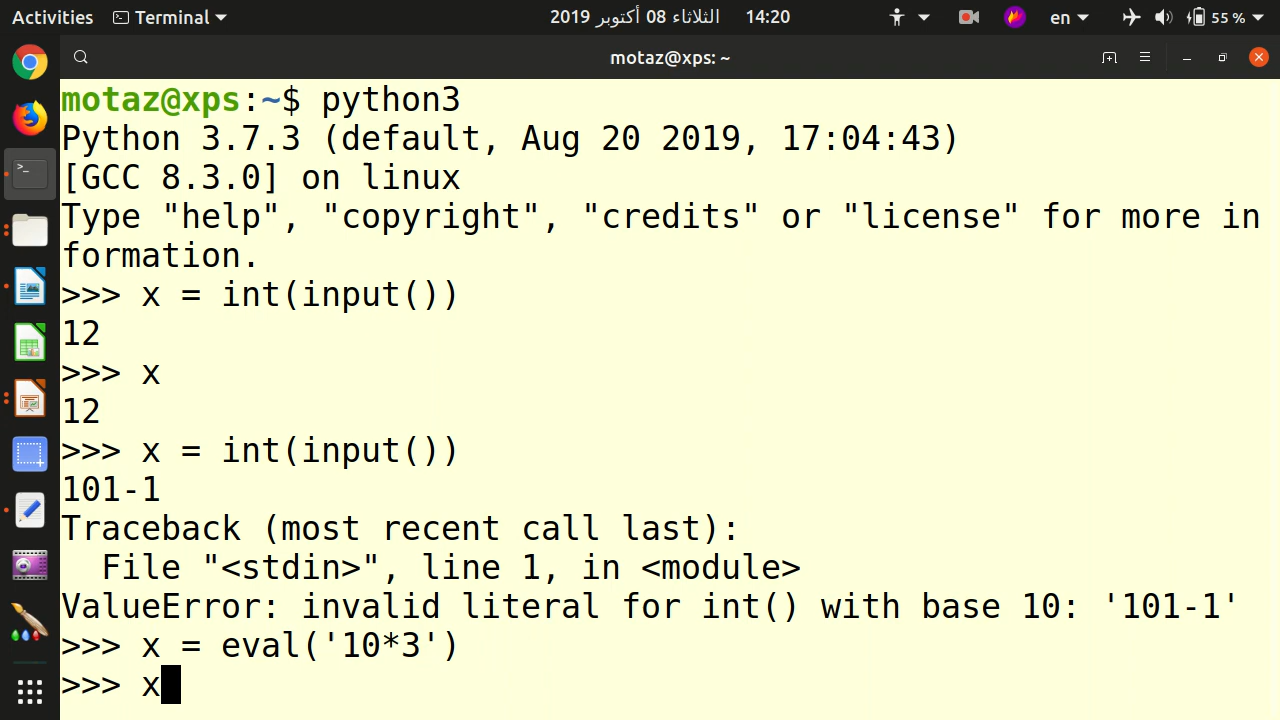 Activities Terminal الثلاثاء 08 أكتوبر 2019 14:20 en 55 %
motaz@xps: ~
motaz@xps:~$ python3
Python 3.7.3 (default, Aug 20 2019, 17:04:43)
[GCC 8.3.0] on linux
Type "help", "copyright", "credits" or "license" for more in
formation.
>>> x = int(input())
12
>>> x
12
>>> x = int(input())
101-1
Traceback (most recent call last):
  File "<stdin>", line 1, in <module>
ValueError: invalid literal for int() with base 10: '101-1'
>>> x = eval('10*3')
>>> x